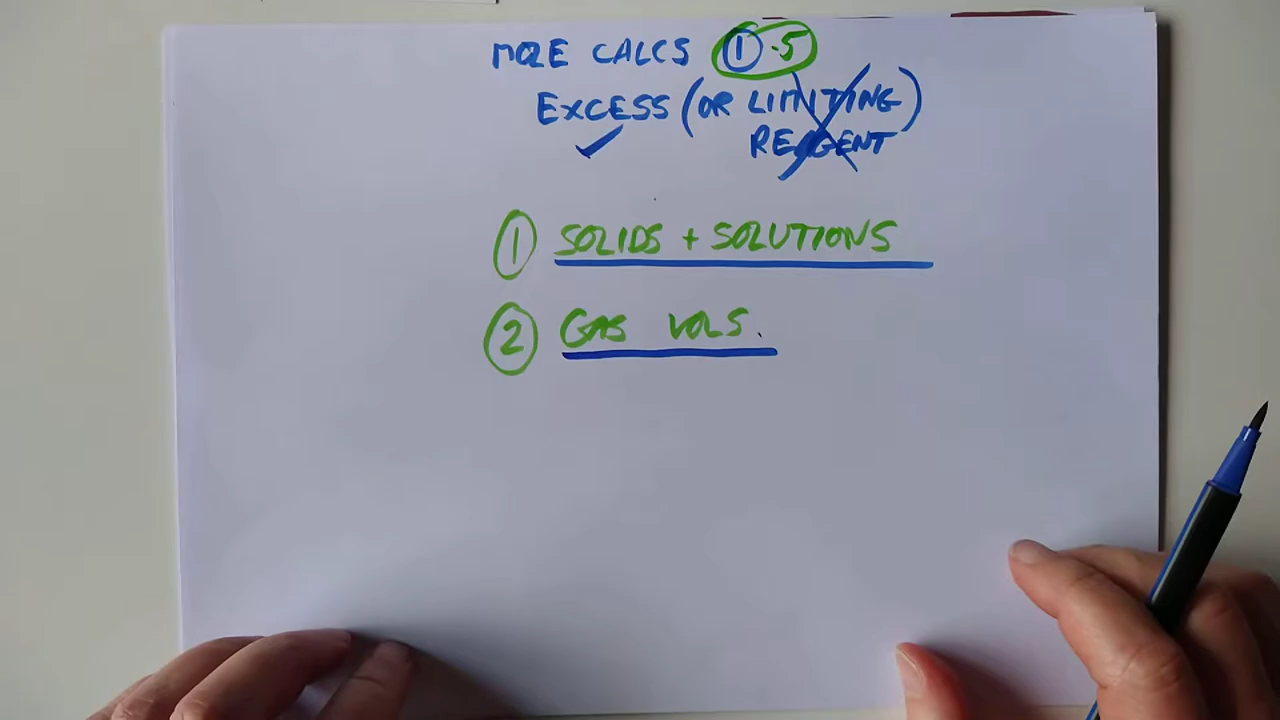 MOLE CALCS ① .5
EXCESS (OR LIMITING)
REAGENT
① SOLIDS + SOLUTIONS
② GAS VOLS.